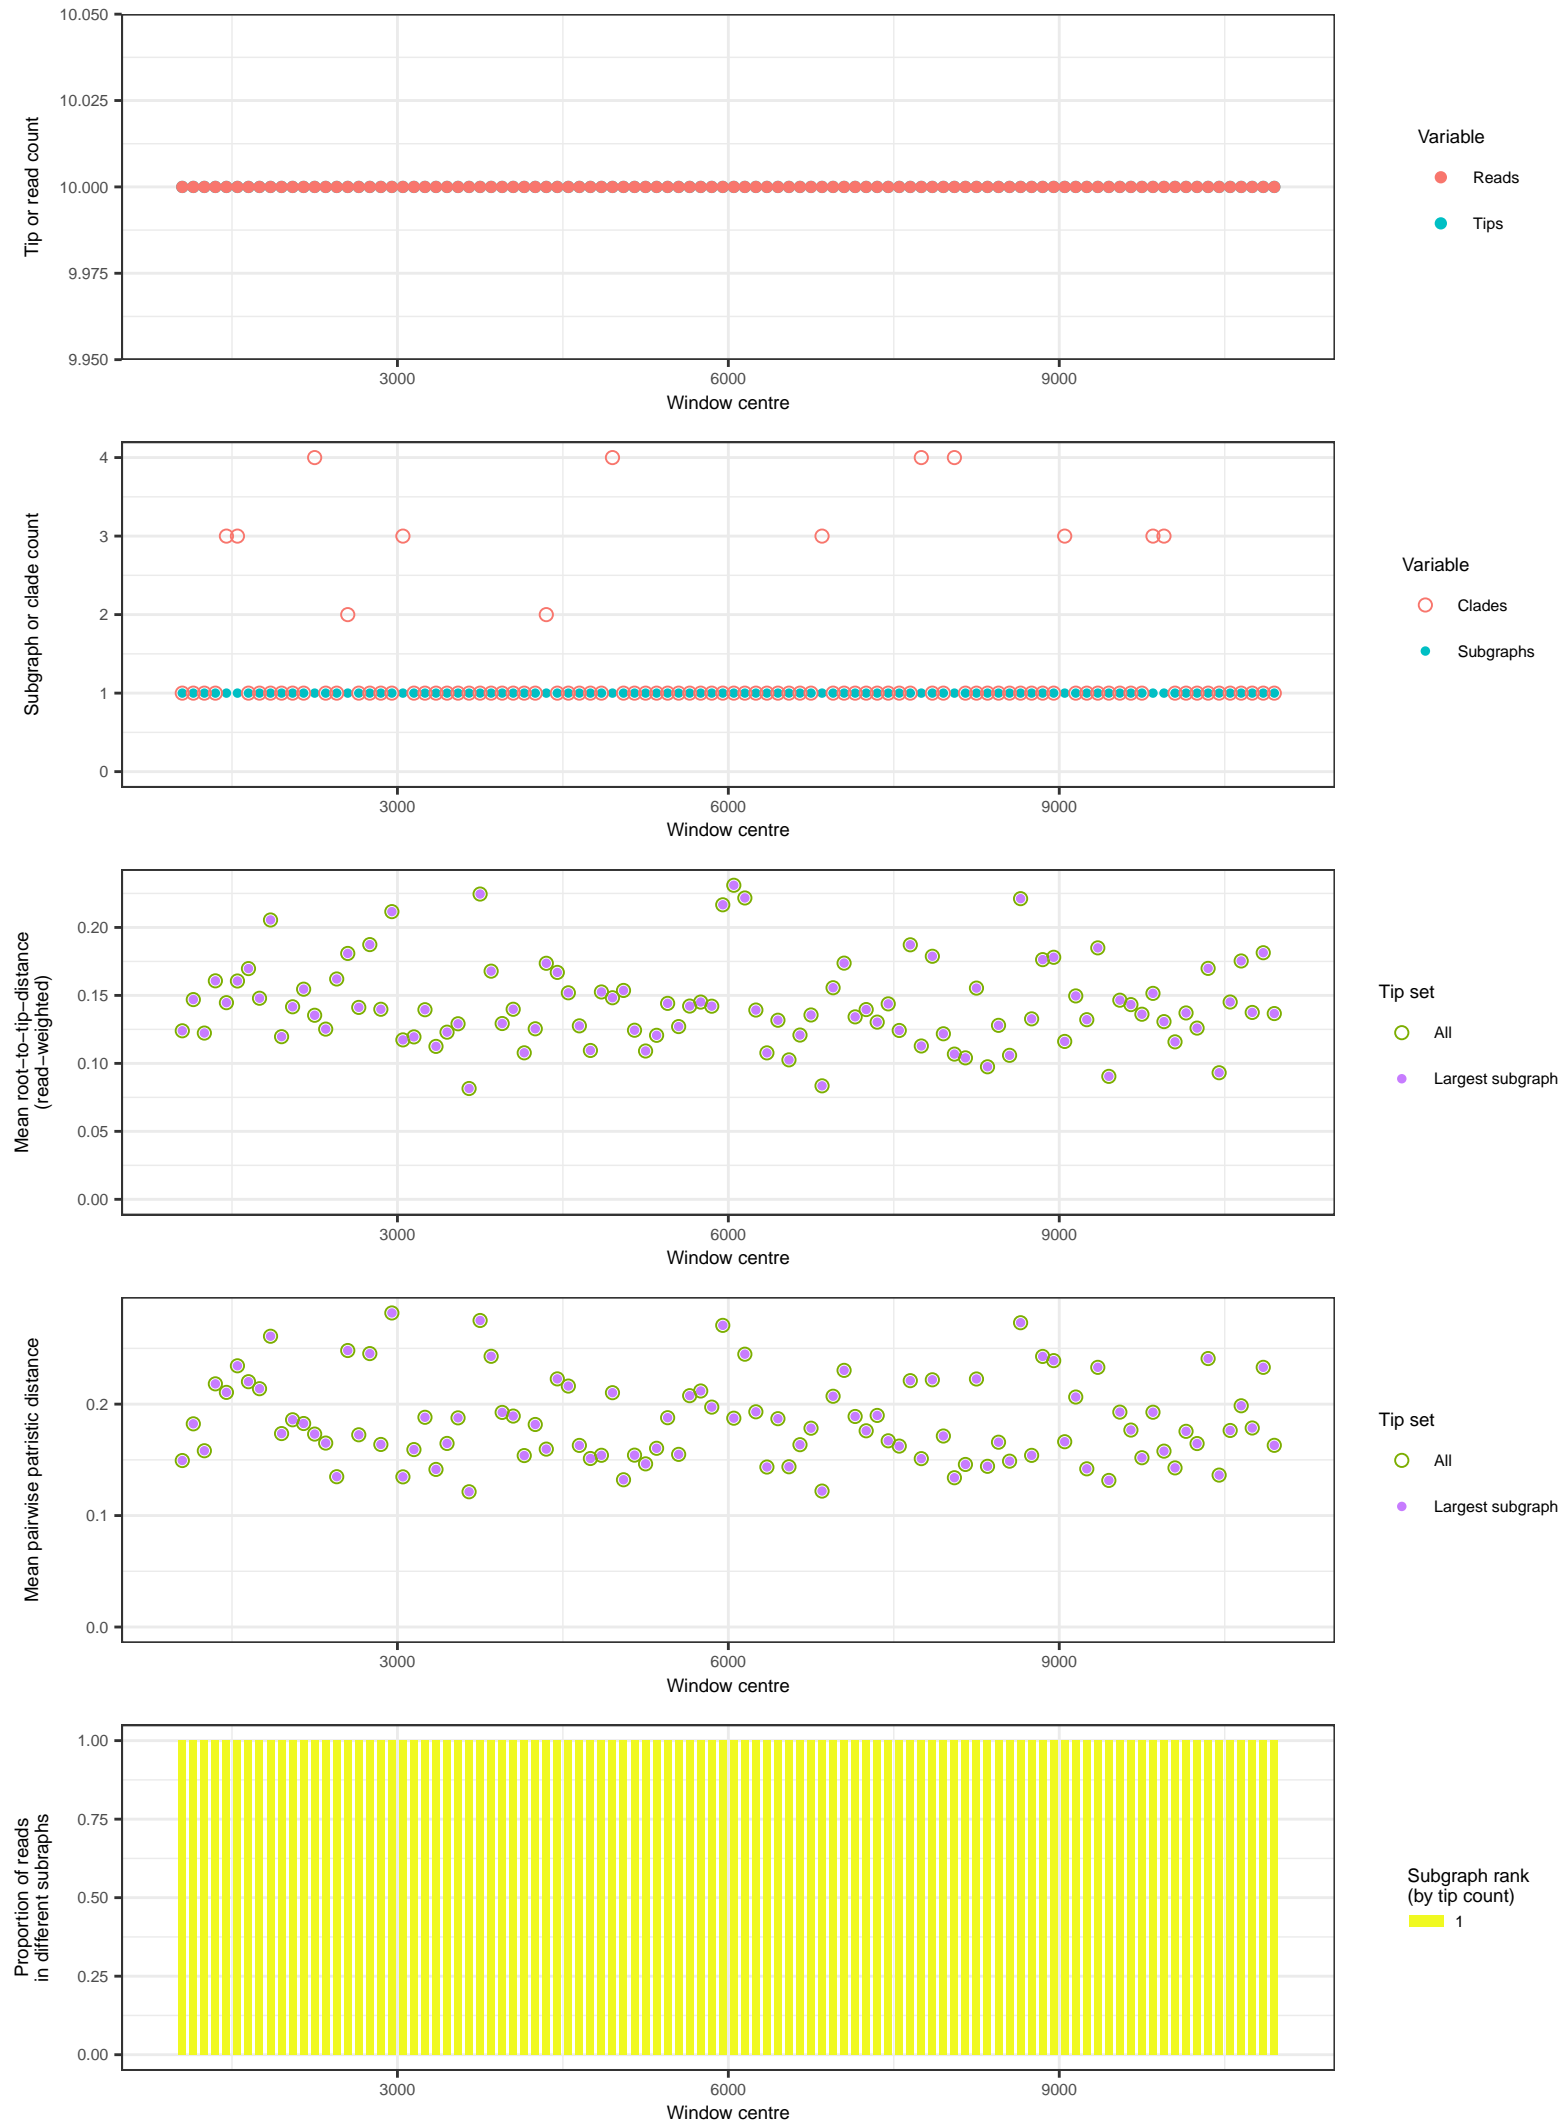 10.050
10.025
10.000
9.975
9.950
Tip or read count
3000
6000
9000
Window centre
Variable
Reads
Tips
4
3
2
1
0
Subgraph or clade count
3000
6000
9000
Window centre
Variable
Clades
Subgraphs
0.20
0.15
0.10
0.05
0.00
Mean root−to−tip−distance
(read−weighted)
3000
6000
9000
Window centre
Tip set
All
Largest subgraph
0.2
0.1
0.0
Mean pairwise patristic distance
3000
6000
9000
Window centre
Tip set
All
Largest subgraph
1.00
0.75
0.50
0.25
0.00
Proportion of reads
in different subraphs
3000
6000
9000
Window centre
Subgraph rank
(by tip count)
1